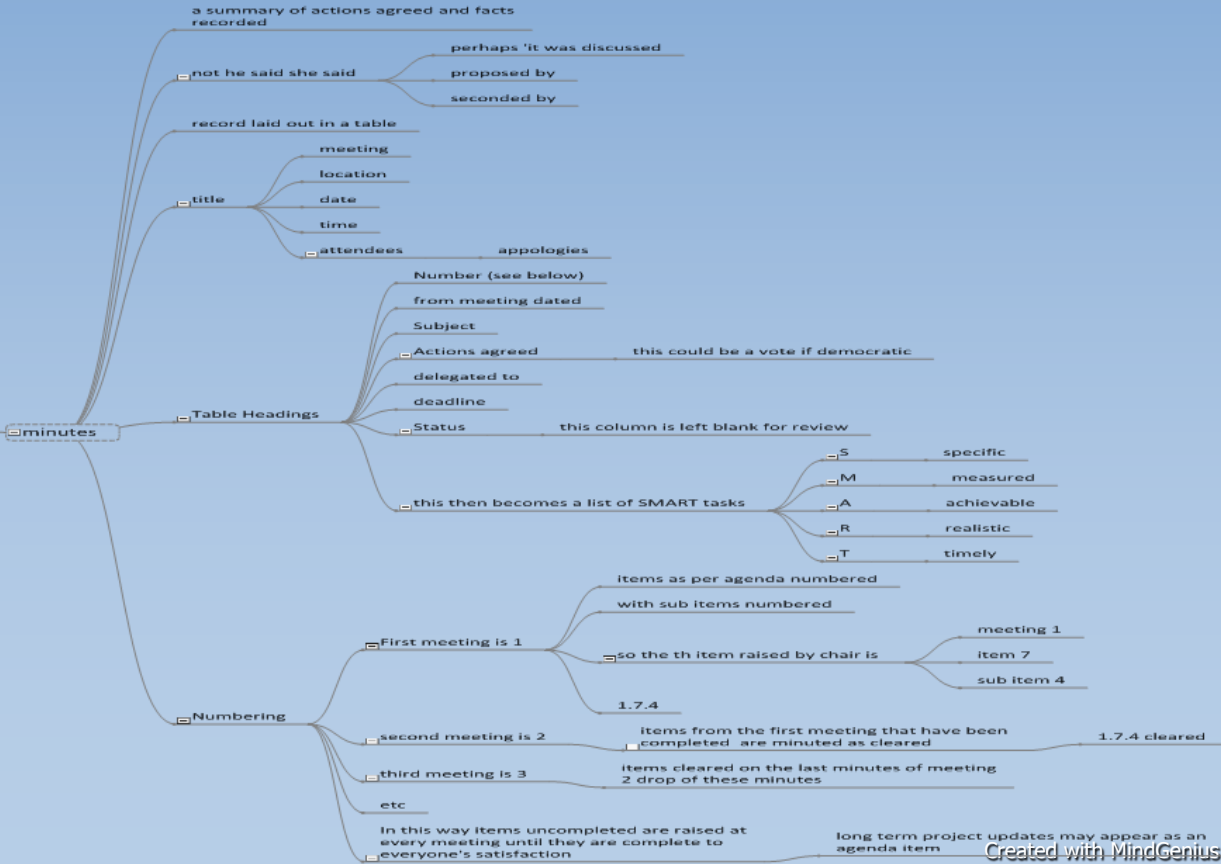 a summary of actions agreed and facts
recorded
not he said she said
perhaps 'it was discussed
proposed by
seconded by
record laid out in a table
title
meeting
location
date
time
attendees
appologies
minutes
Table Headings
Number (see below)
from meeting dated
Subject
Actions agreed
this could be a vote if democratic
delegated to
deadline
Status
this column is left blank for review
this then becomes a list of SMART tasks
S
specific
M
measured
A
achievable
R
realistic
T
timely
Numbering
First meeting is 1
items as per agenda numbered
with sub items numbered
so the th item raised by chair is
meeting 1
item 7
sub item 4
1.7.4
second meeting is 2
items from the first meeting that have been
completed are minuted as cleared
1.7.4 cleared
third meeting is 3
items cleared on the last minutes of meeting
2 drop of these minutes
etc
In this way items uncompleted are raised at
every meeting until they are complete to
everyone's satisfaction
long term project updates may appear as an
agenda item
Created with MindGenius